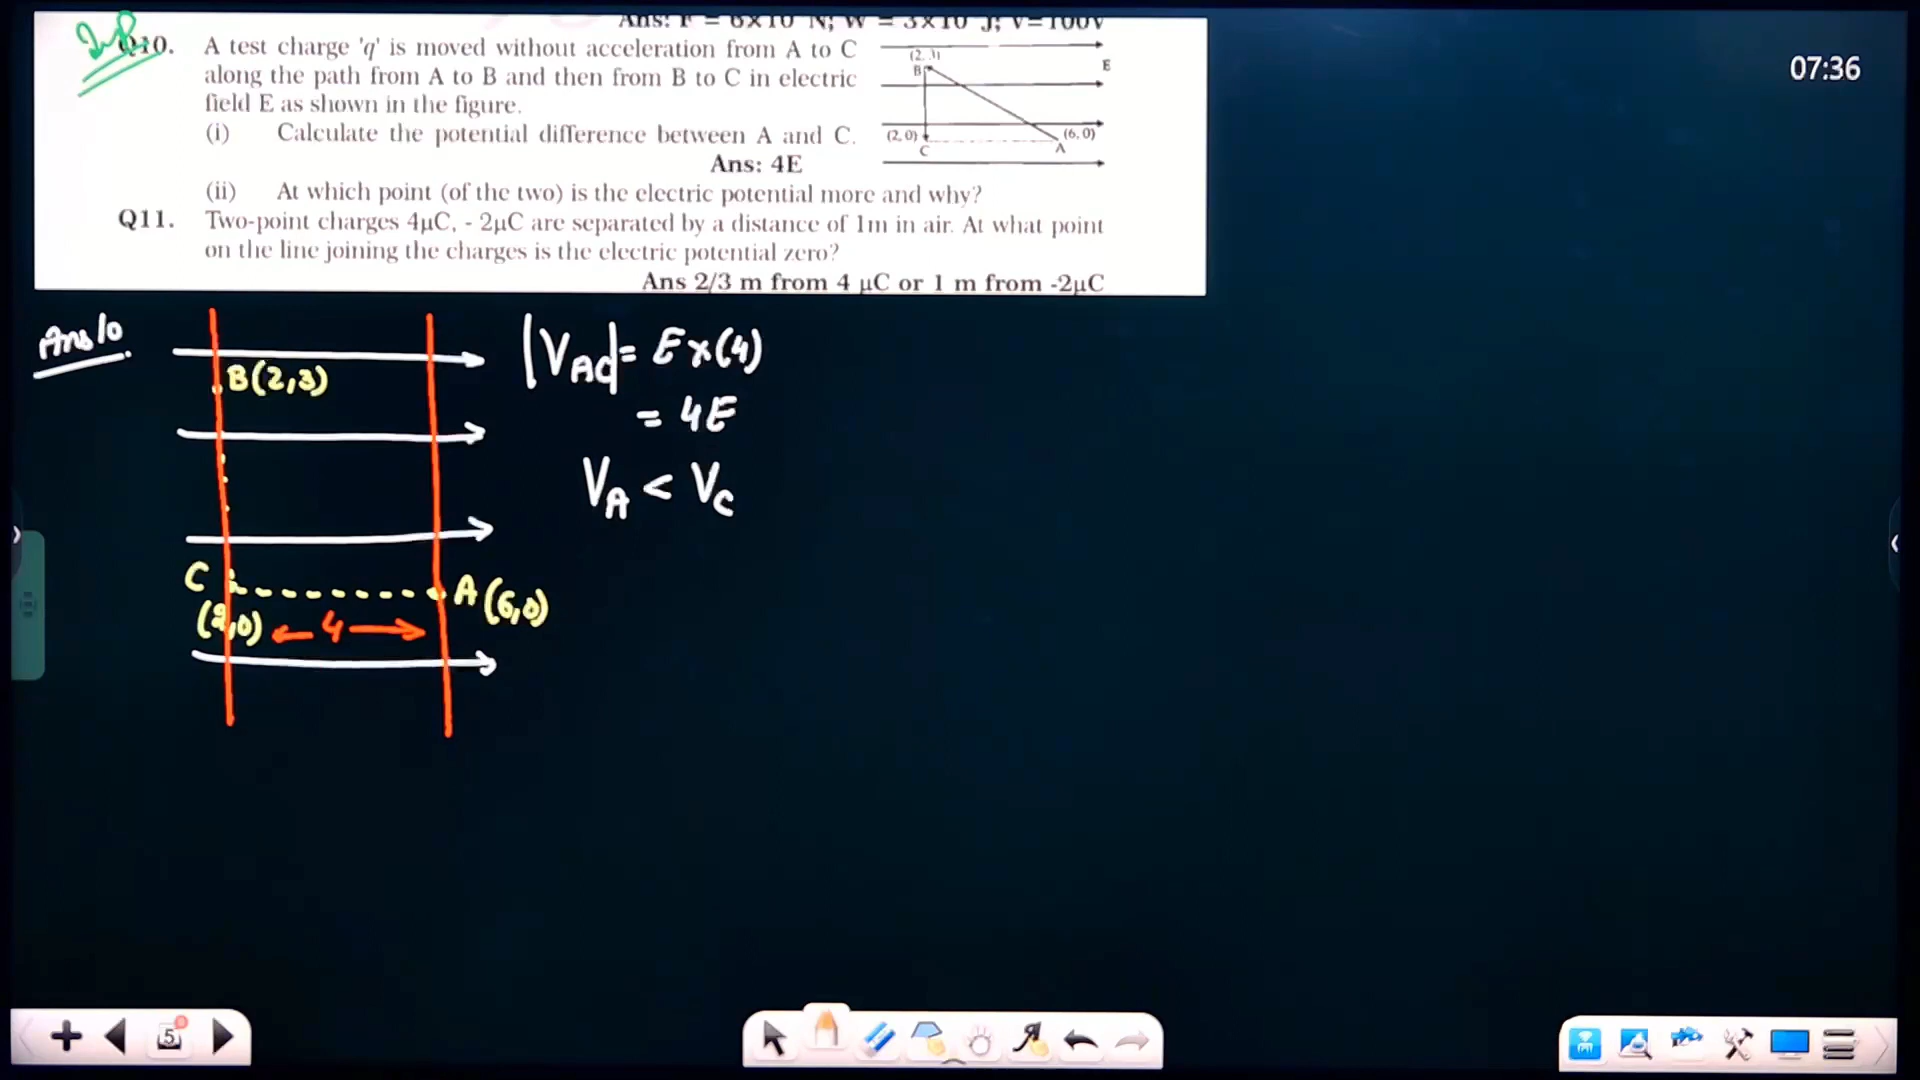 Ans: F = 6×10 N; W = 3×10 J; V=100V
Q10. A test charge 'q' is moved without acceleration from A to C
along the path from A to B and then from B to C in electric
field E as shown in the figure.
(i) Calculate the potential difference between A and C.
Ans: 4E
(ii) At which point (of the two) is the electric potential more and why?
Q11. Two-point charges 4μC, - 2μC are separated by a distance of 1m in air. At what point
on the line joining the charges is the electric potential zero?
Ans 2/3 m from 4 μC or 1 m from -2μC
(2, 3)
B
E
(2, 0)
C
(6, 0)
A
07:36
Ans10
B(2,3)
C
(2,0)
4
A (6,0)
|VAC| = E×(4)
= 4E
VA < VC
5